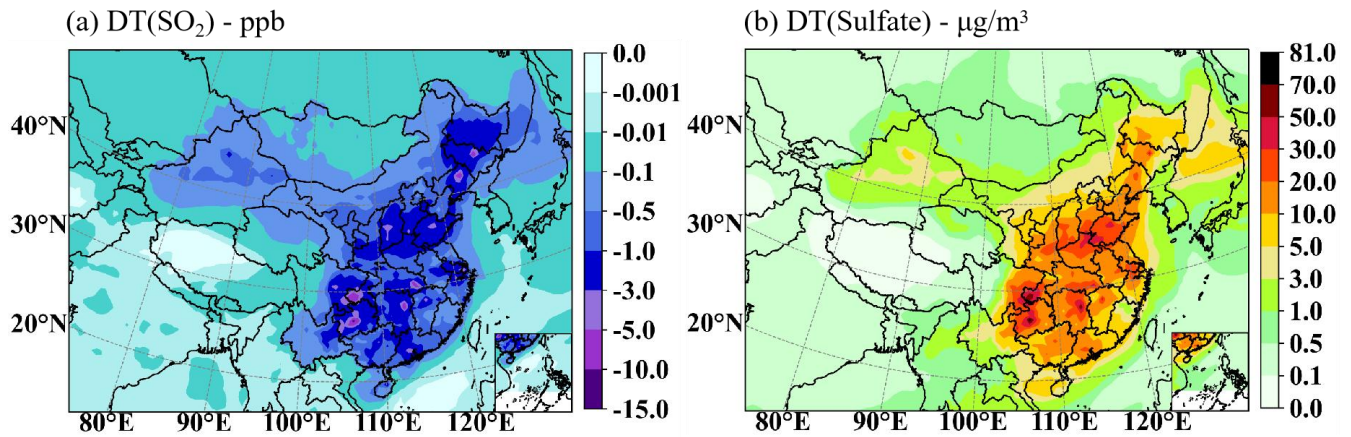 (a) DT(SO₂) - ppb
0.0
-0.001
-0.01
-0.1
-0.5
-1.0
-3.0
-5.0
-10.0
-15.0
40°N
30°N
20°N
80°E 90°E 100°E 110°E 120°E
(b) DT(Sulfate) - μg/m³
81.0
70.0
50.0
30.0
20.0
10.0
5.0
3.0
1.0
0.5
0.1
0.0
40°N
30°N
20°N
80°E 90°E 100°E 110°E 120°E